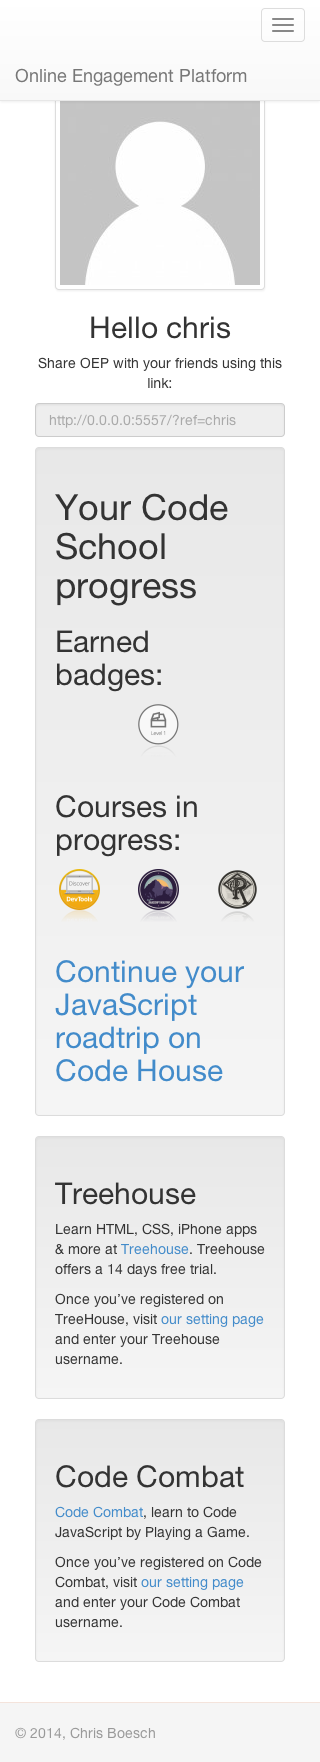 Online Engagement Platform
Hello chris
Share OEP with your friends using this
link:
http://0.0.0.0:5557/?ref=chris
Your Code
School
progress
Earned
badges:
Level 1
Courses in
progress:
Discover
DevTools
R
Continue your
JavaScript
roadtrip on
Code House
Treehouse
Learn HTML, CSS, iPhone apps
& more at Treehouse. Treehouse
offers a 14 days free trial.
Once you’ve registered on
TreeHouse, visit our setting page
and enter your Treehouse
username.
Code Combat
Code Combat, learn to Code
JavaScript by Playing a Game.
Once you’ve registered on Code
Combat, visit our setting page
and enter your Code Combat
username.
© 2014, Chris Boesch